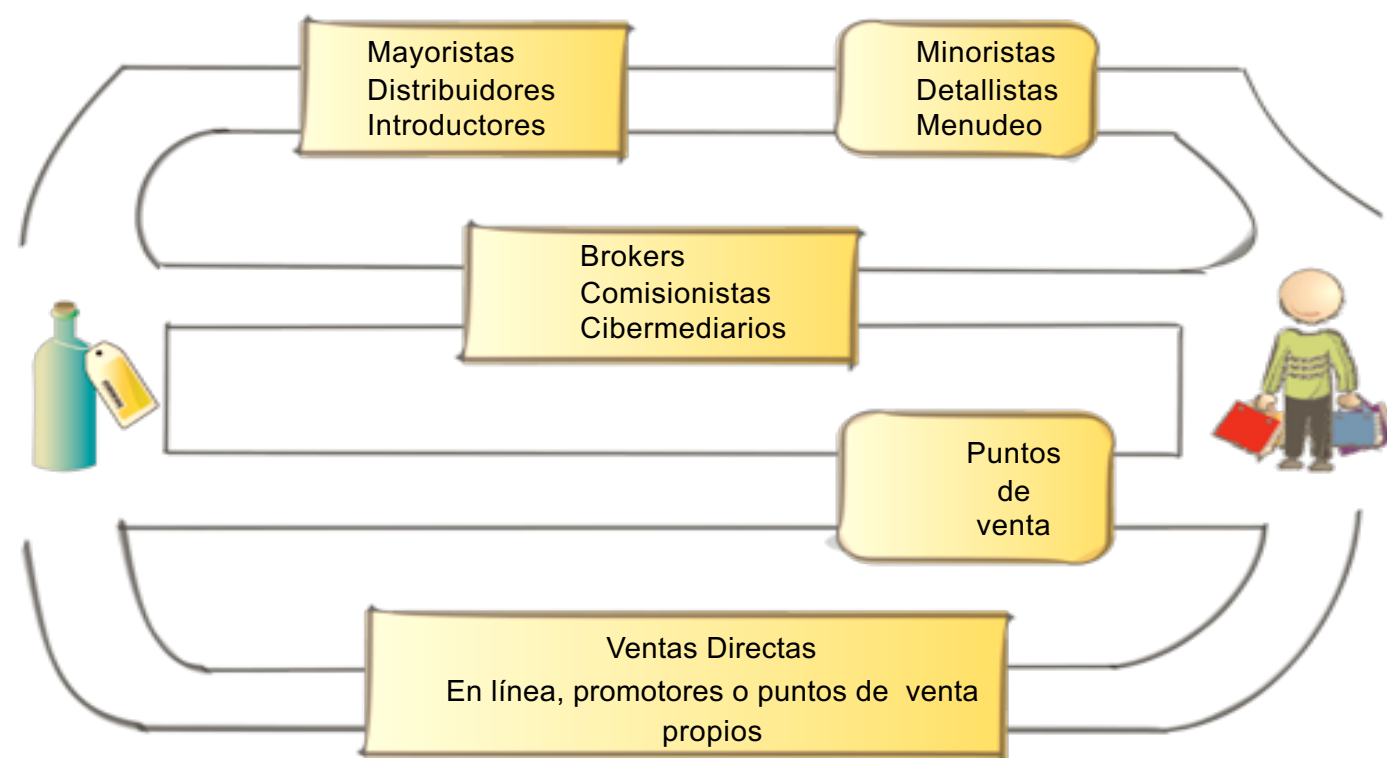 Mayoristas
Distribuidores
Introductores
Minoristas
Detallistas
Menudeo
Brokers
Comisionistas
Cibermediarios
Puntos
de
venta
Ventas Directas
En línea, promotores o puntos de venta
propios